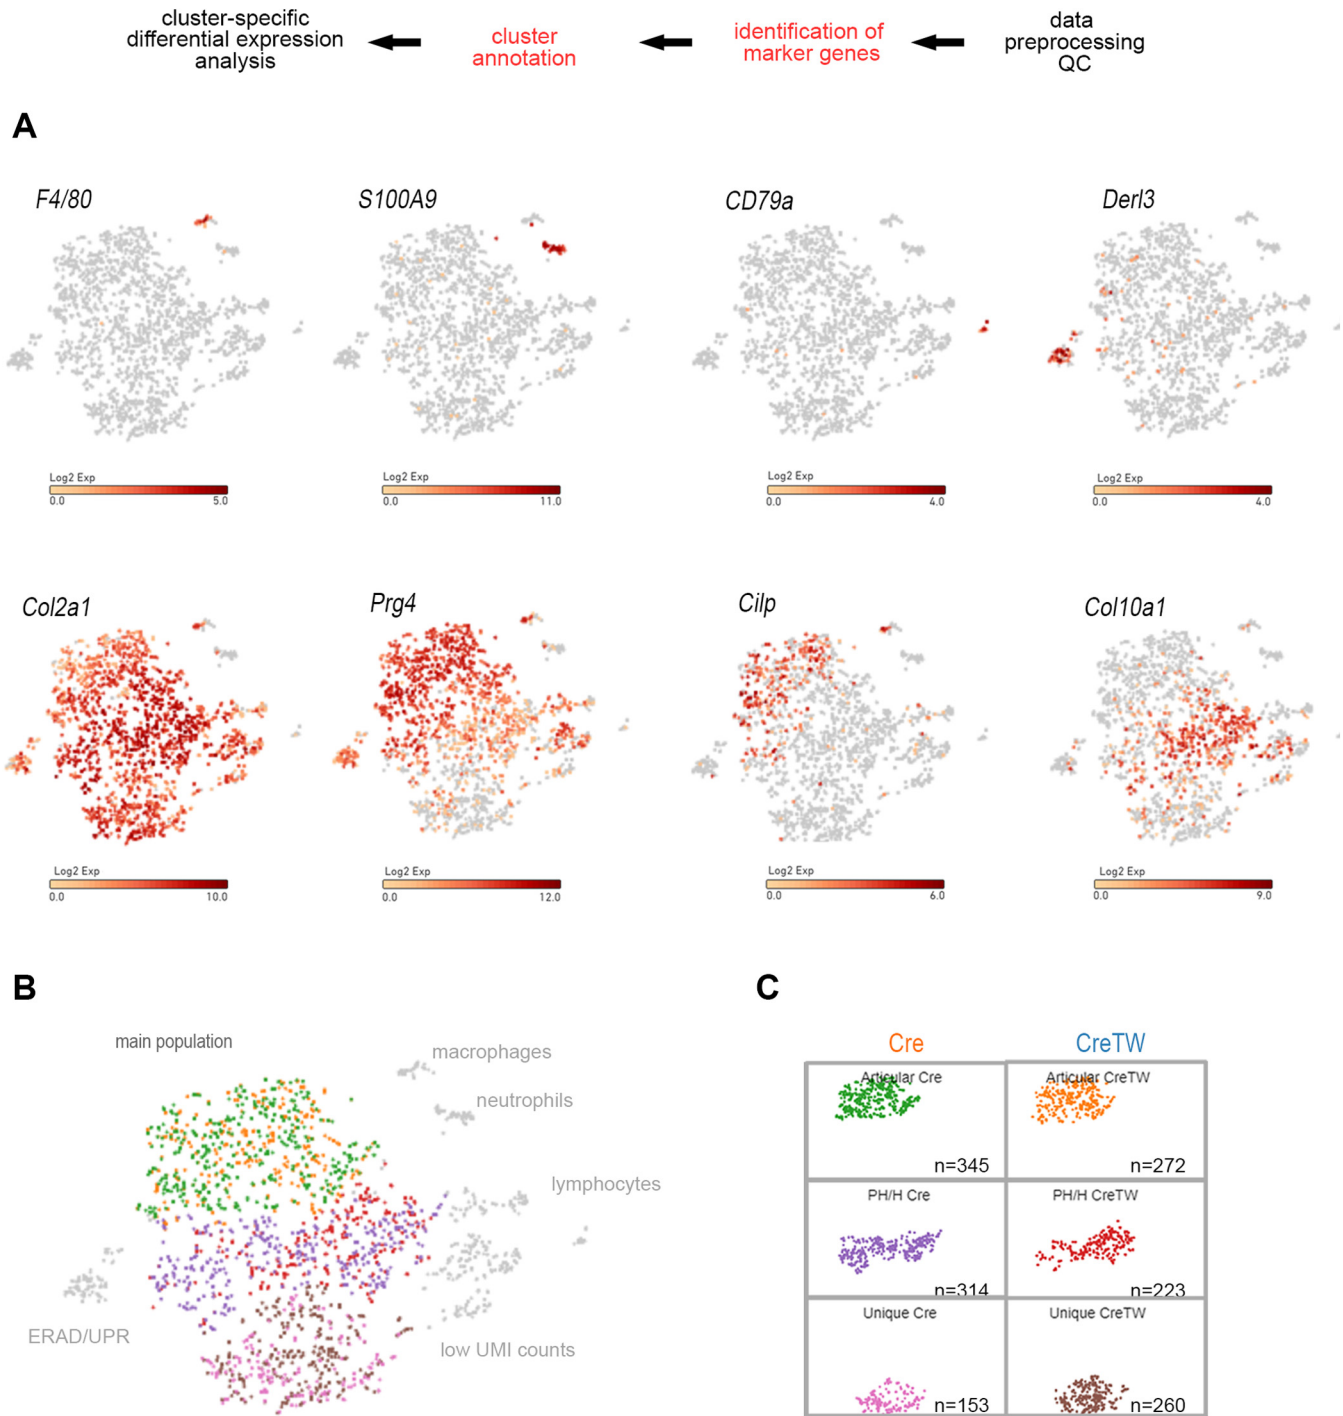 cluster-specific
differential expression
analysis
cluster
annotation
identification of
marker genes
data
preprocessing
QC
A
F4/80
S100A9
CD79a
Derl3
Log2 Exp
0.0 5.0
Log2 Exp
0.0 11.0
Log2 Exp
0.0 4.0
Log2 Exp
0.0 4.0
Col2a1
Prg4
Cilp
Col10a1
Log2 Exp
0.0 10.0
Log2 Exp
0.0 12.0
Log2 Exp
0.0 6.0
Log2 Exp
0.0 9.0
B
main population
macrophages
neutrophils
lymphocytes
ERAD/UPR
low UMI counts
C
Cre
CreTW
Articular Cre
n=345
Articular CreTW
n=272
PH/H Cre
n=314
PH/H CreTW
n=223
Unique Cre
n=153
Unique CreTW
n=260